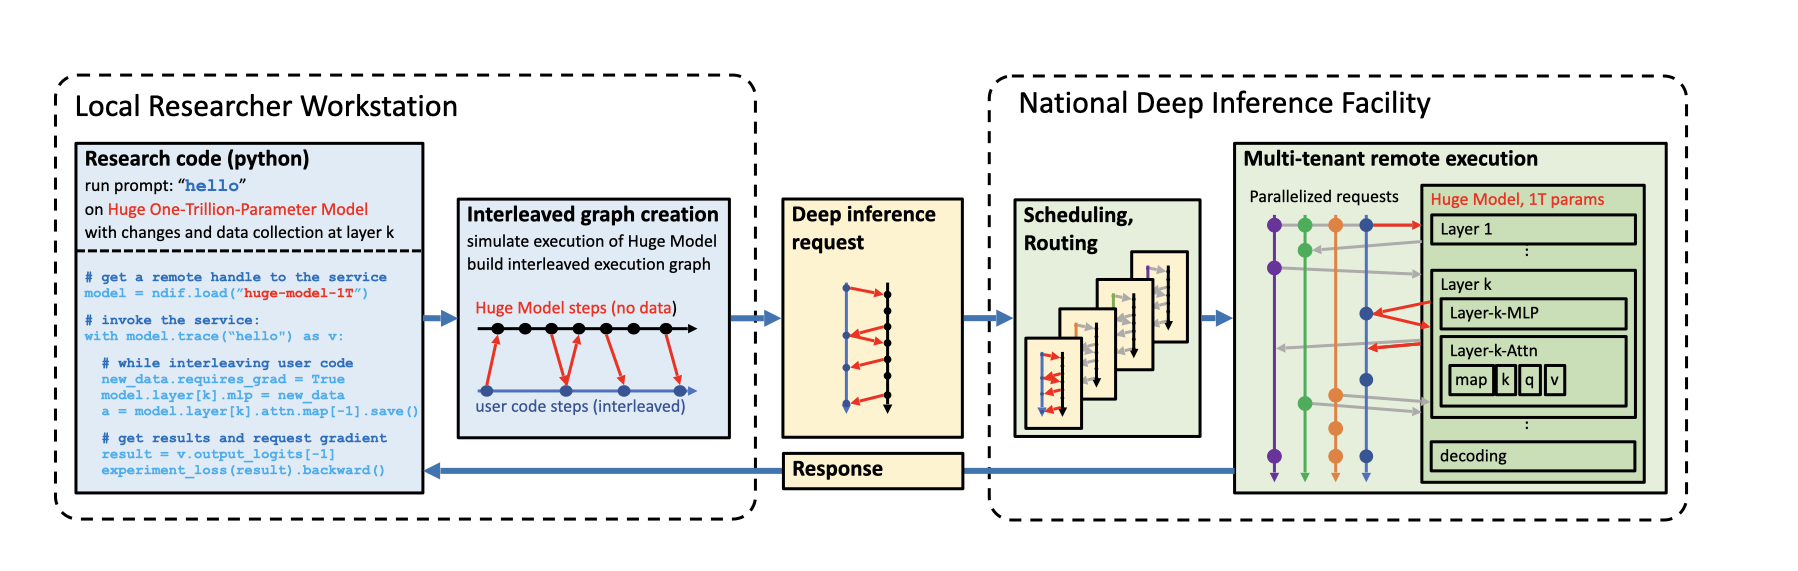 Local Researcher Workstation
Research code (python)
run prompt: “hello”
on Huge One-Trillion-Parameter Model
with changes and data collection at layer k
# get a remote handle to the service
model = ndif.load(”huge-model-1T”)
# invoke the service:
with model.trace(“hello") as v:
# while interleaving user code
new_data.requires_grad = True
model.layer[k].mlp = new_data
a = model.layer[k].attn.map[-1].save()
# get results and request gradient
result = v.output_logits[-1]
experiment_loss(result).backward()
Interleaved graph creation
simulate execution of Huge Model
build interleaved execution graph
Huge Model steps (no data)
user code steps (interleaved)
Deep inference
request
Response
National Deep Inference Facility
Scheduling,
Routing
Multi-tenant remote execution
Parallelized requests
Huge Model, 1T params
Layer 1
:
Layer k
Layer-k-MLP
Layer-k-Attn
map k q v
:
decoding